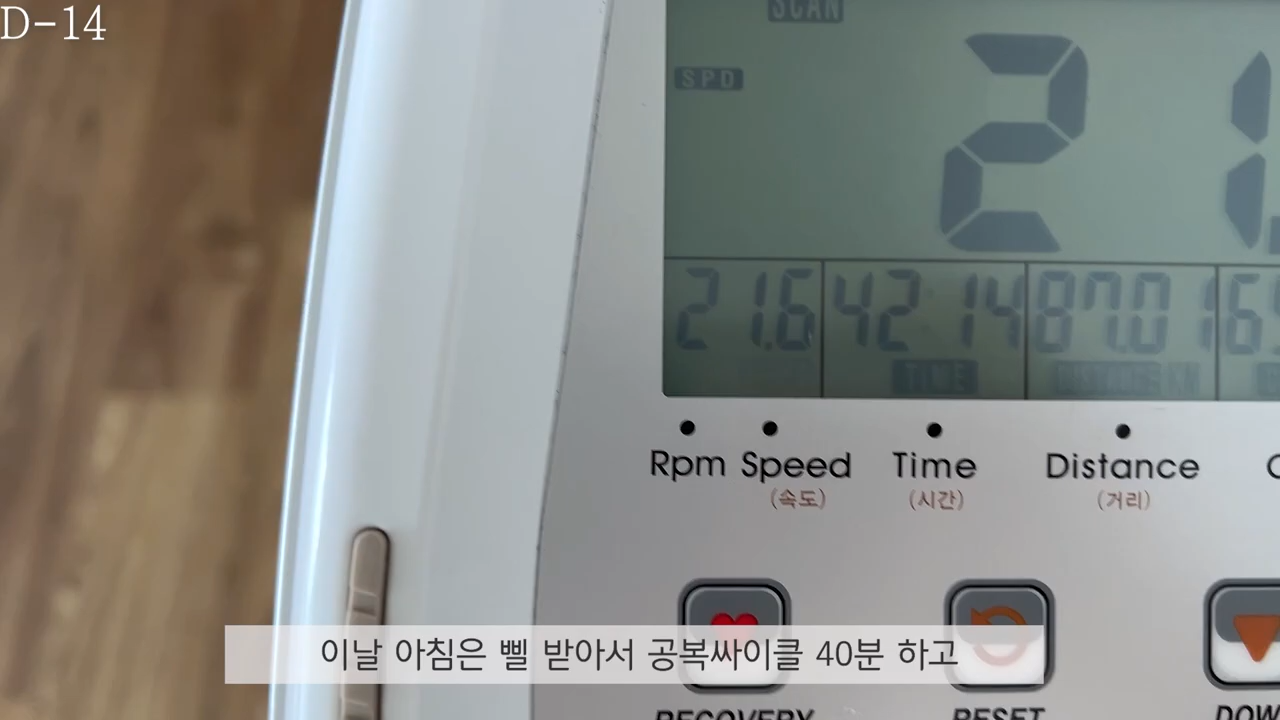 D-14
SCAN
SPD
21.
21.6 42 14 87.0
TIME
Rpm Speed Time Distance
(속도) (시간) (거리)
이날 아침은 삘 받아서 공복싸이클 40분 하고
RECOVERY RESET DOW